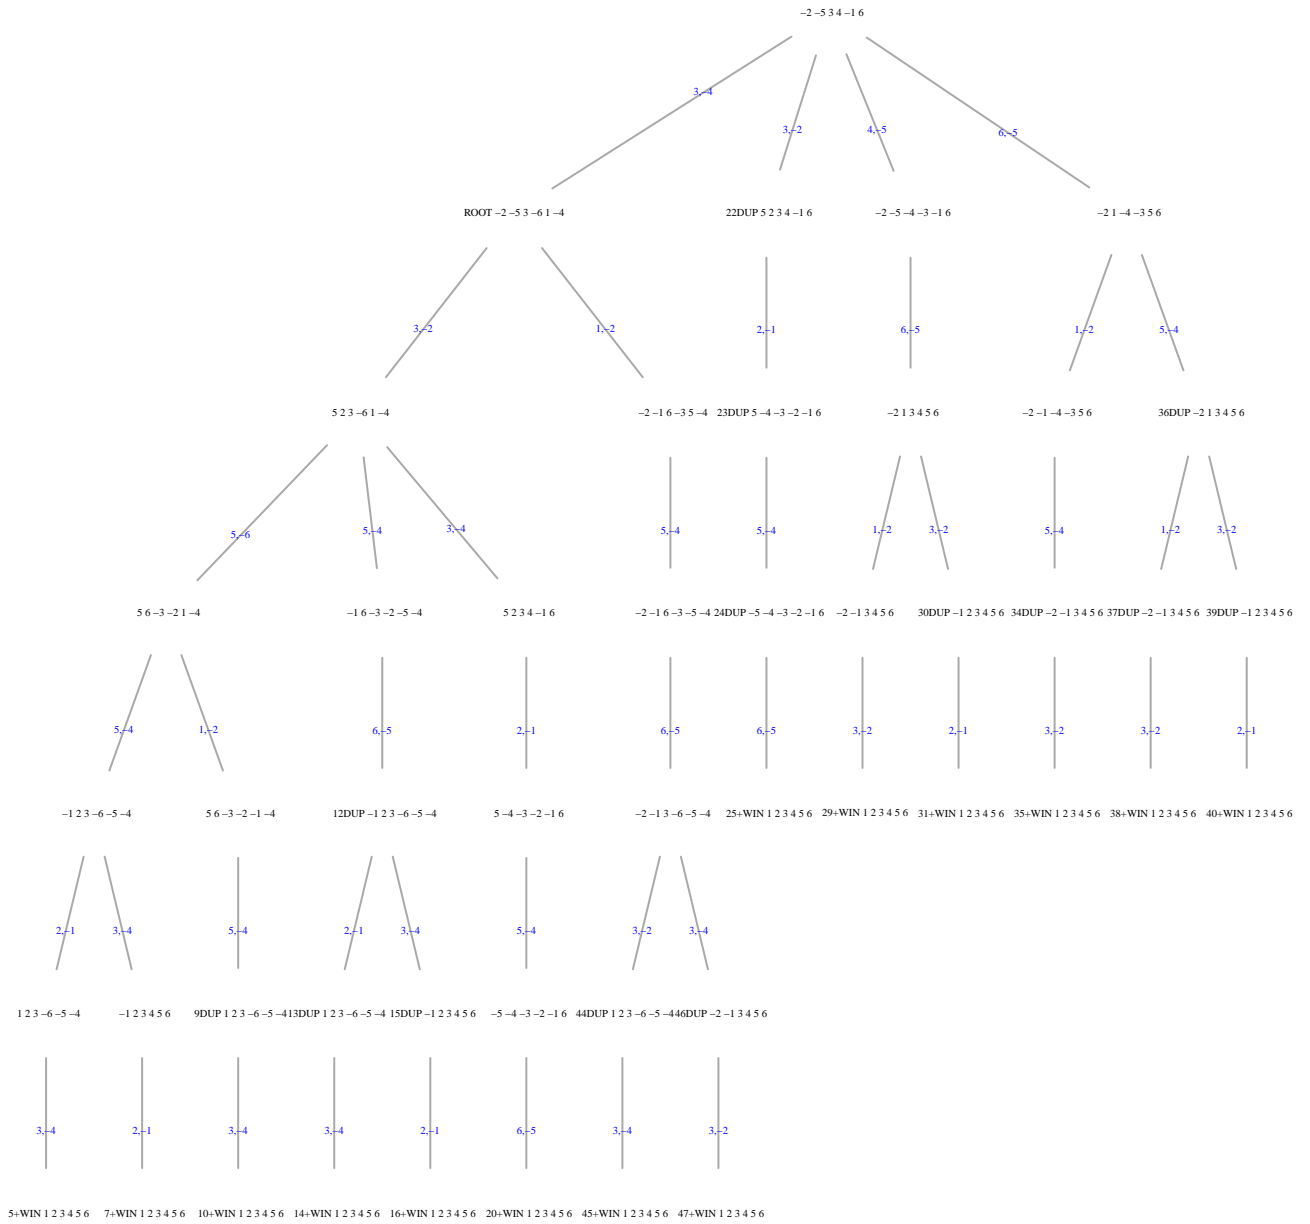 −2 −5 3 4 −1 6
3,−4
3,−2
4,−5
6,−5
ROOT −2 −5 3 −6 1 −4
22DUP 5 2 3 4 −1 6
−2 −5 −4 −3 −1 6
−2 1 −4 −3 5 6
3,−2
1,−2
2,−1
6,−5
1,−2
5,−4
5 2 3 −6 1 −4
−2 −1 6 −3 5 −4
23DUP 5 −4 −3 −2 −1 6
−2 1 3 4 5 6
−2 −1 −4 −3 5 6
36DUP −2 1 3 4 5 6
5,−6
5,−4
3,−4
5,−4
5,−4
1,−2
3,−2
5,−4
1,−2
3,−2
5 6 −3 −2 1 −4
−1 6 −3 −2 −5 −4
5 2 3 4 −1 6
−2 −1 6 −3 −5 −4
24DUP −5 −4 −3 −2 −1 6
−2 −1 3 4 5 6
30DUP −1 2 3 4 5 6
34DUP −2 −1 3 4 5 6
37DUP −2 −1 3 4 5 6
39DUP −1 2 3 4 5 6
5,−4
1,−2
6,−5
2,−1
6,−5
6,−5
3,−2
2,−1
3,−2
3,−2
2,−1
−1 2 3 −6 −5 −4
5 6 −3 −2 −1 −4
12DUP −1 2 3 −6 −5 −4
5 −4 −3 −2 −1 6
−2 −1 3 −6 −5 −4
25+WIN 1 2 3 4 5 6
29+WIN 1 2 3 4 5 6
31+WIN 1 2 3 4 5 6
35+WIN 1 2 3 4 5 6
38+WIN 1 2 3 4 5 6
40+WIN 1 2 3 4 5 6
2,−1
3,−4
5,−4
2,−1
3,−4
5,−4
3,−2
3,−4
1 2 3 −6 −5 −4
−1 2 3 4 5 6
9DUP 1 2 3 −6 −5 −4
13DUP 1 2 3 −6 −5 −4
15DUP −1 2 3 4 5 6
−5 −4 −3 −2 −1 6
44DUP 1 2 3 −6 −5 −4
46DUP −2 −1 3 4 5 6
3,−4
2,−1
3,−4
3,−4
2,−1
6,−5
3,−4
3,−2
5+WIN 1 2 3 4 5 6
7+WIN 1 2 3 4 5 6
10+WIN 1 2 3 4 5 6
14+WIN 1 2 3 4 5 6
16+WIN 1 2 3 4 5 6
20+WIN 1 2 3 4 5 6
45+WIN 1 2 3 4 5 6
47+WIN 1 2 3 4 5 6